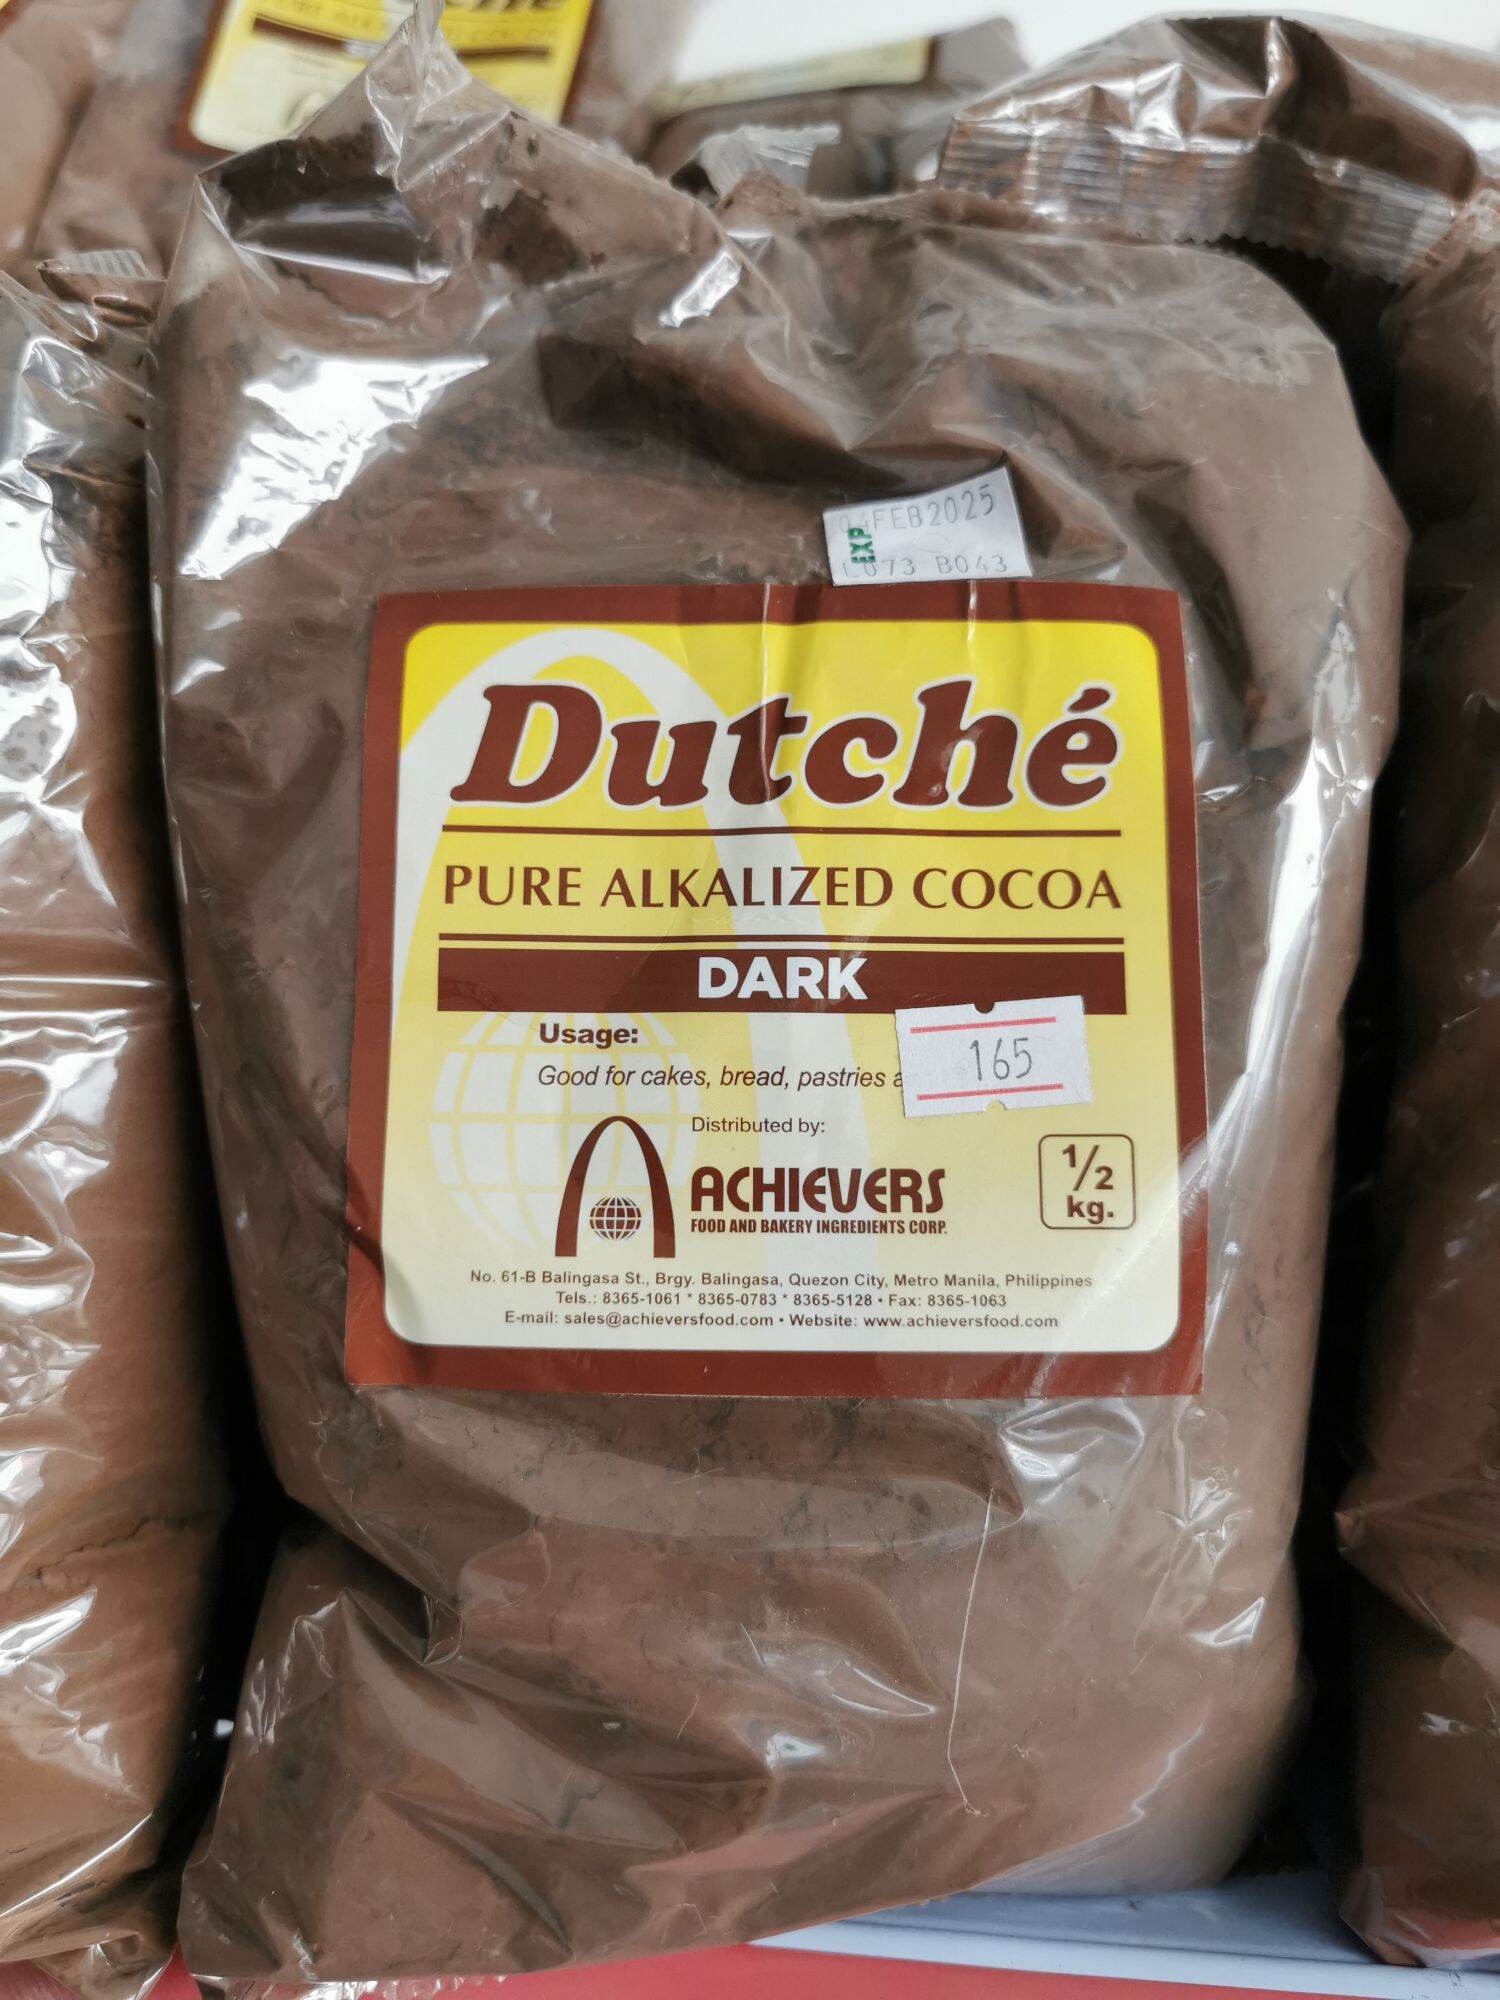 04FEB2025
EXP
L073 B043
Dutché
PURE ALKALIZED COCOA
DARK
Usage:
Good for cakes, bread, pastries
165
Distributed by:
ACHIEVERS
FOOD AND BAKERY INGREDIENTS CORP.
1/2
kg.
No. 61-B Balingasa St., Brgy. Balingasa, Quezon City, Metro Manila, Philippines
Tels.: 8365-1061 * 8365-0783 * 8365-5128 • Fax: 8365-1063
E-mail: sales@achieversfood.com • Website: www.achieversfood.com